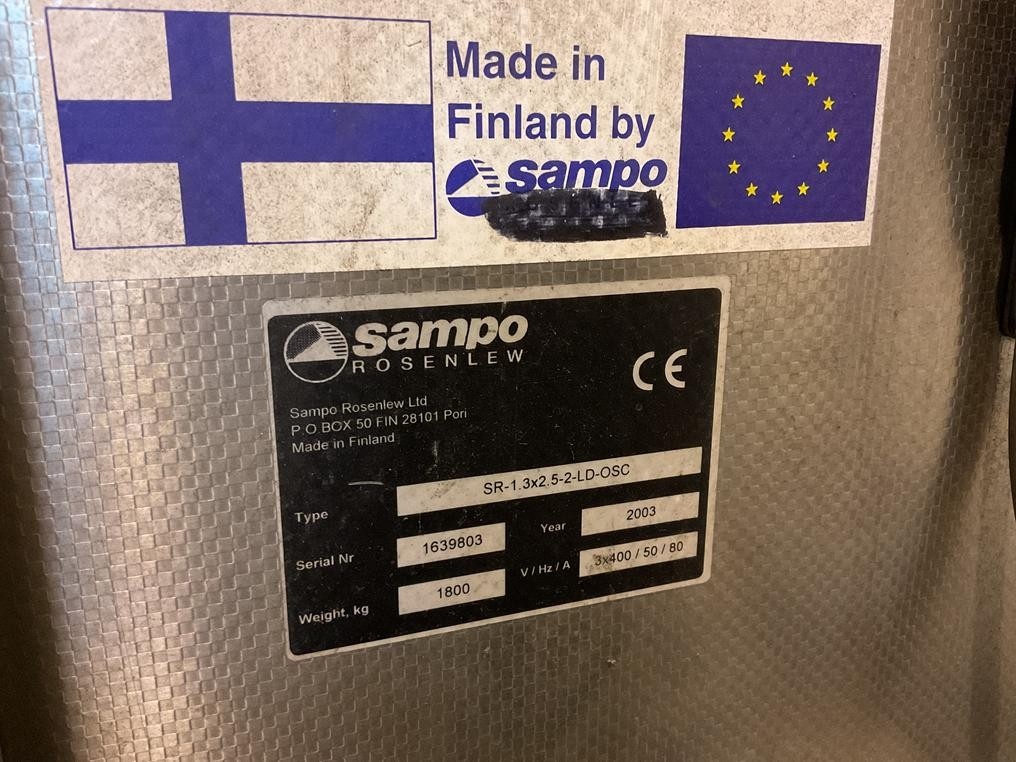 Made in
Finland by
sampo
sampo
ROSENLEW
CE
Sampo Rosenlew Ltd
P.O.BOX 50 FIN 28101 Pori
Made in Finland
Type SR-1.3x2.5-2-LD-OSC
Serial Nr 1639803 Year 2003
Weight, kg 1800 V / Hz / A 3x400 / 50 / 80